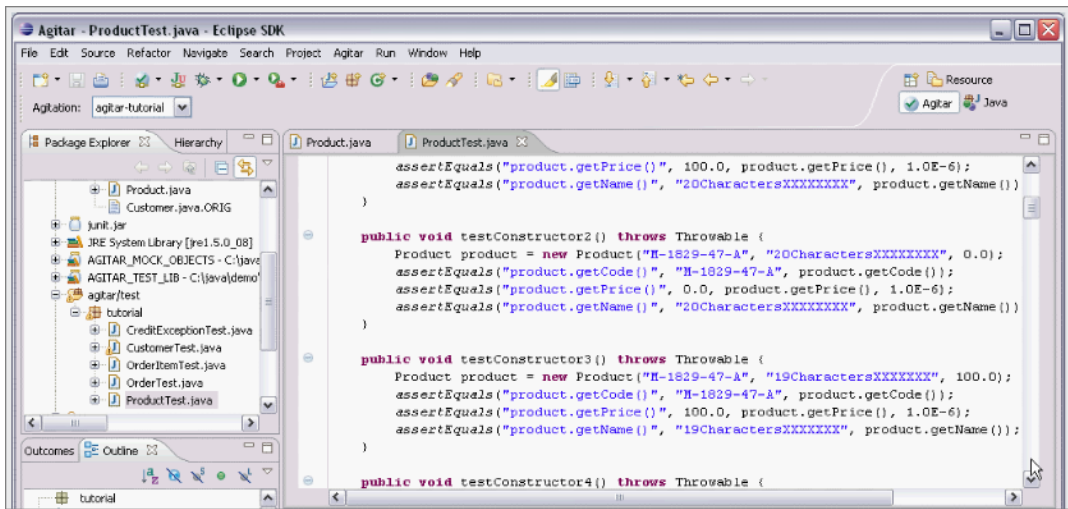 Agitar - ProductTest.java - Eclipse SDK
File Edit Source Refactor Navigate Search Project Agitar Run Window Help
Resource
Agitation: agitar-tutorial
Agitar Java
Package Explorer Hierarchy
Product.java ProductTest.java
Product.java
Customer.java.ORIG
junit.jar
JRE System Library [jre1.5.0_08]
AGITAR_MOCK_OBJECTS - C:\java
AGITAR_TEST_LIB - C:\java\demo
agitar/test
tutorial
CreditExceptionTest.java
CustomerTest.java
OrderItemTest.java
OrderTest.java
ProductTest.java
Outcomes Outline
tutorial
assertEquals("product.getPrice()", 100.0, product.getPrice(), 1.0E-6);
assertEquals("product.getName()", "20CharactersXXXXXXXX", product.getName())
}
public void testConstructor2() throws Throwable {
Product product = new Product("M-1829-47-A", "20CharactersXXXXXXXX", 0.0);
assertEquals("product.getCode()", "M-1829-47-A", product.getCode());
assertEquals("product.getPrice()", 0.0, product.getPrice(), 1.0E-6);
assertEquals("product.getName()", "20CharactersXXXXXXXX", product.getName())
}
public void testConstructor3() throws Throwable {
Product product = new Product("M-1829-47-A", "19CharactersXXXXXXX", 100.0);
assertEquals("product.getCode()", "M-1829-47-A", product.getCode());
assertEquals("product.getPrice()", 100.0, product.getPrice(), 1.0E-6);
assertEquals("product.getName()", "19CharactersXXXXXXX", product.getName());
}
public void testConstructor4() throws Throwable {